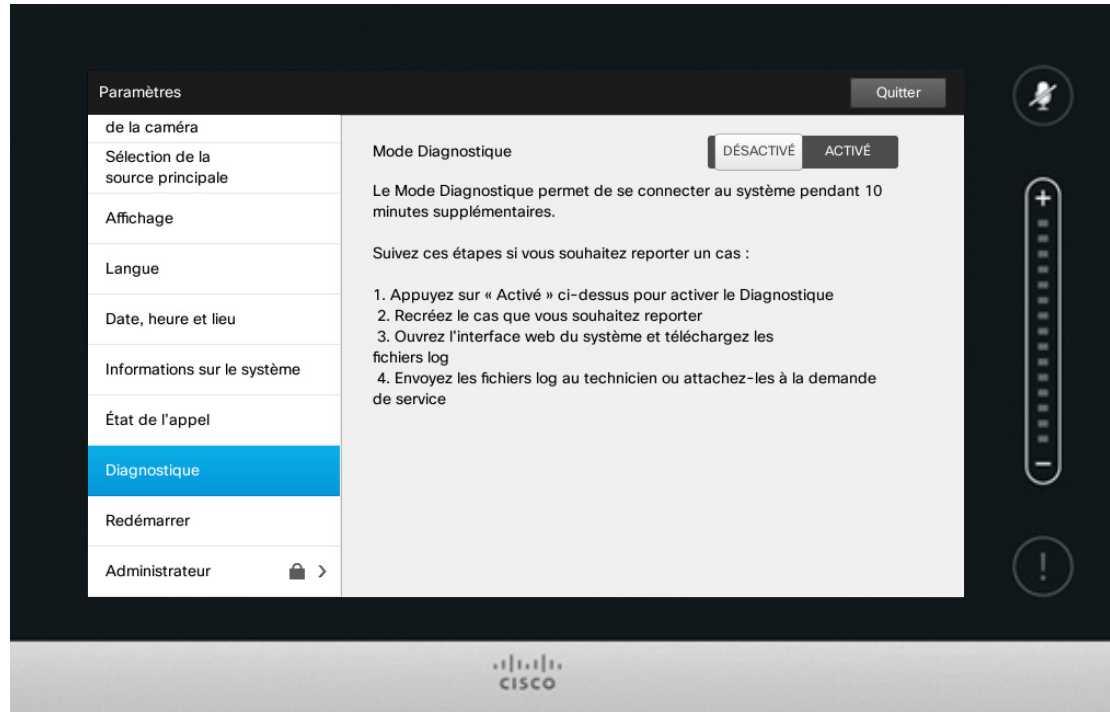 Paramètres
Quitter
de la caméra
Sélection de la
source principale
Affichage
Langue
Date, heure et lieu
Informations sur le système
État de l'appel
Diagnostique
Redémarrer
Administrateur
Mode Diagnostique
DÉSACTIVÉ
ACTIVÉ
Le Mode Diagnostique permet de se connecter au système pendant 10
minutes supplémentaires.
Suivez ces étapes si vous souhaitez reporter un cas :
1. Appuyez sur « Activé » ci-dessus pour activer le Diagnostique
2. Recréez le cas que vous souhaitez reporter
3. Ouvrez l'interface web du système et téléchargez les
fichiers log
4. Envoyez les fichiers log au technicien ou attachez-les à la demande
de service
+
−
!
CISCO